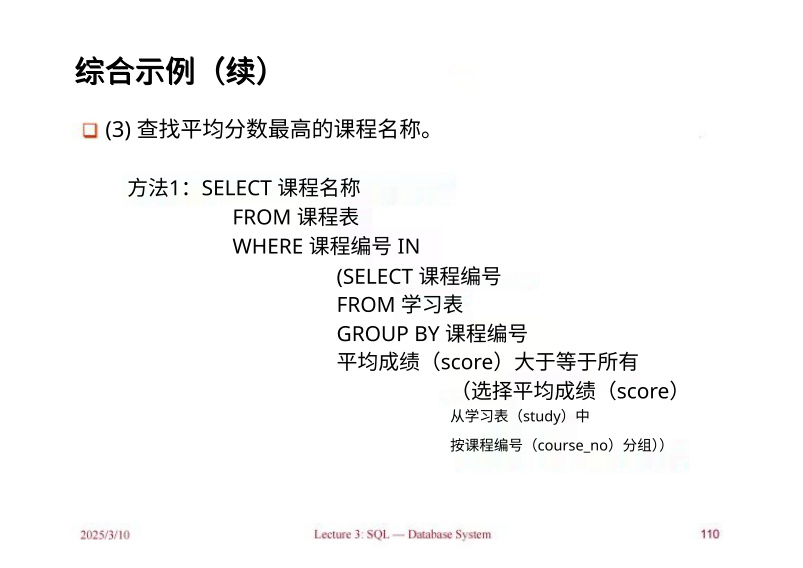 综合示例（续）
(3) 查找平均分数最高的课程名称。
方法1：SELECT 课程名称
FROM 课程表
WHERE 课程编号 IN
(SELECT 课程编号
FROM 学习表
GROUP BY 课程编号
平均成绩（score）大于等于所有
（选择平均成绩（score）
从学习表（study）中
按课程编号（course_no）分组））
2025/3/10 Lecture 3: SQL — Database System 110